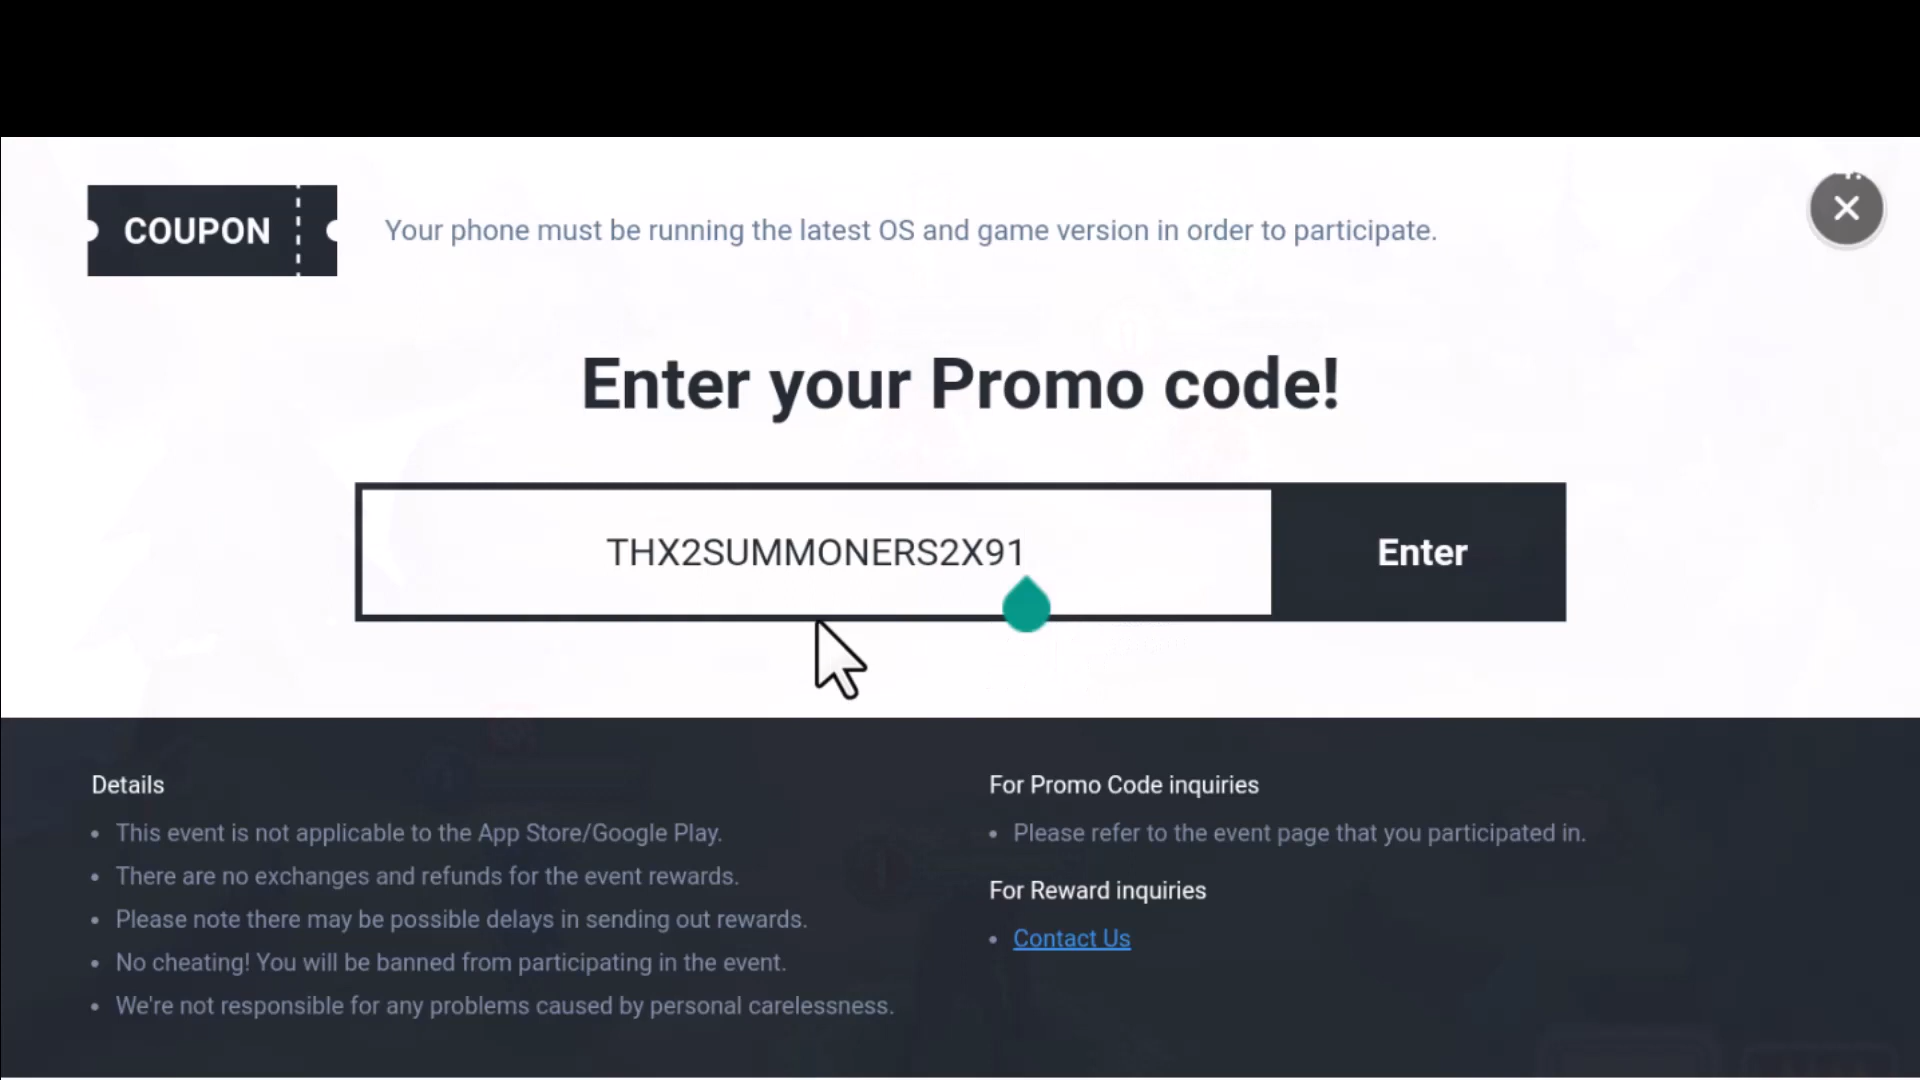 COUPON
Your phone must be running the latest OS and game version in order to participate.
Enter your Promo code!
THX2SUMMONERS2X91
Enter
Details
• This event is not applicable to the App Store/Google Play.
• There are no exchanges and refunds for the event rewards.
• Please note there may be possible delays in sending out rewards.
• No cheating! You will be banned from participating in the event.
• We're not responsible for any problems caused by personal carelessness.
For Promo Code inquiries
• Please refer to the event page that you participated in.
For Reward inquiries
• Contact Us